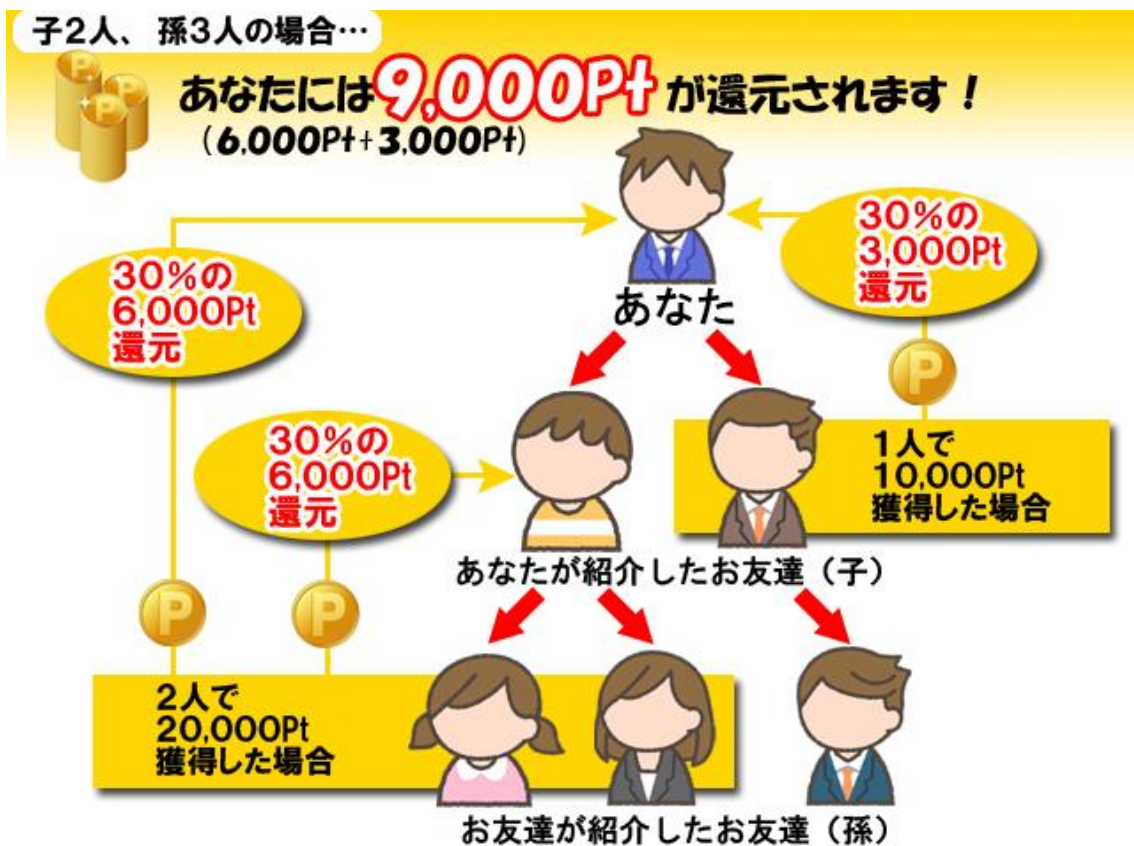 子2人、 孫3人の場合…
あなたには9,000Ptが還元されます!
(6,000Pt+3,000Pt)
30%の
3,000Pt
還元
30%の
6,000Pt
還元
あなた
P
30%の
6,000Pt
還元
1人で
10,000Pt
獲得した場合
あなたが紹介したお友達(子)
P
P
2人で
20,000Pt
獲得した場合
お友達が紹介したお友達(孫)